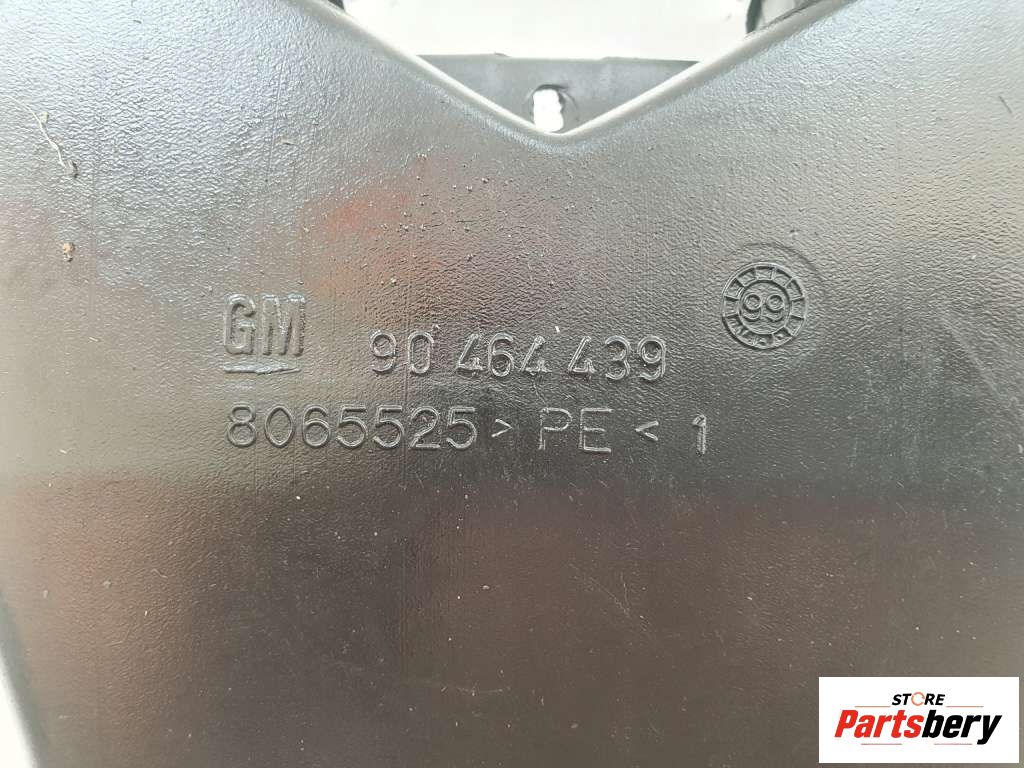 GM 90 464 439
99
8065525 > PE < 1
STORE
Partsbery